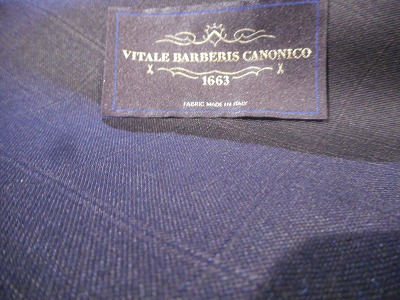 VITALE BARBERIS CANONICO
1663
FABRIC MADE IN ITALY